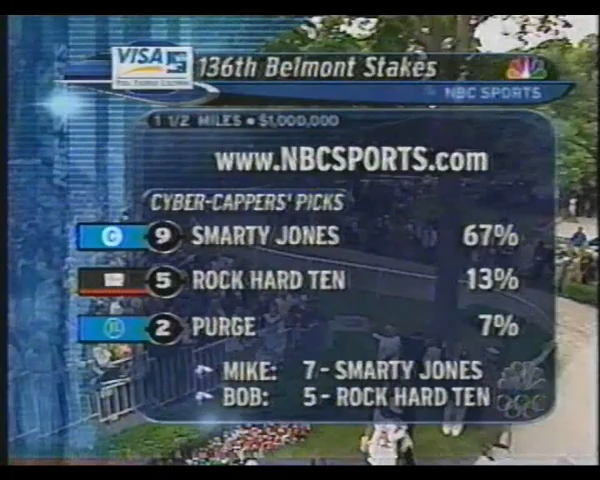 VISA
136th Belmont Stakes
NBC SPORTS
1 1/2 MILES • $1,000,000
www.NBCSPORTS.com
CYBER-CAPPERS' PICKS
C 9 SMARTY JONES 67%
5 ROCK HARD TEN 13%
2 PURGE 7%
MIKE: 7 - SMARTY JONES
BOB: 5 - ROCK HARD TEN